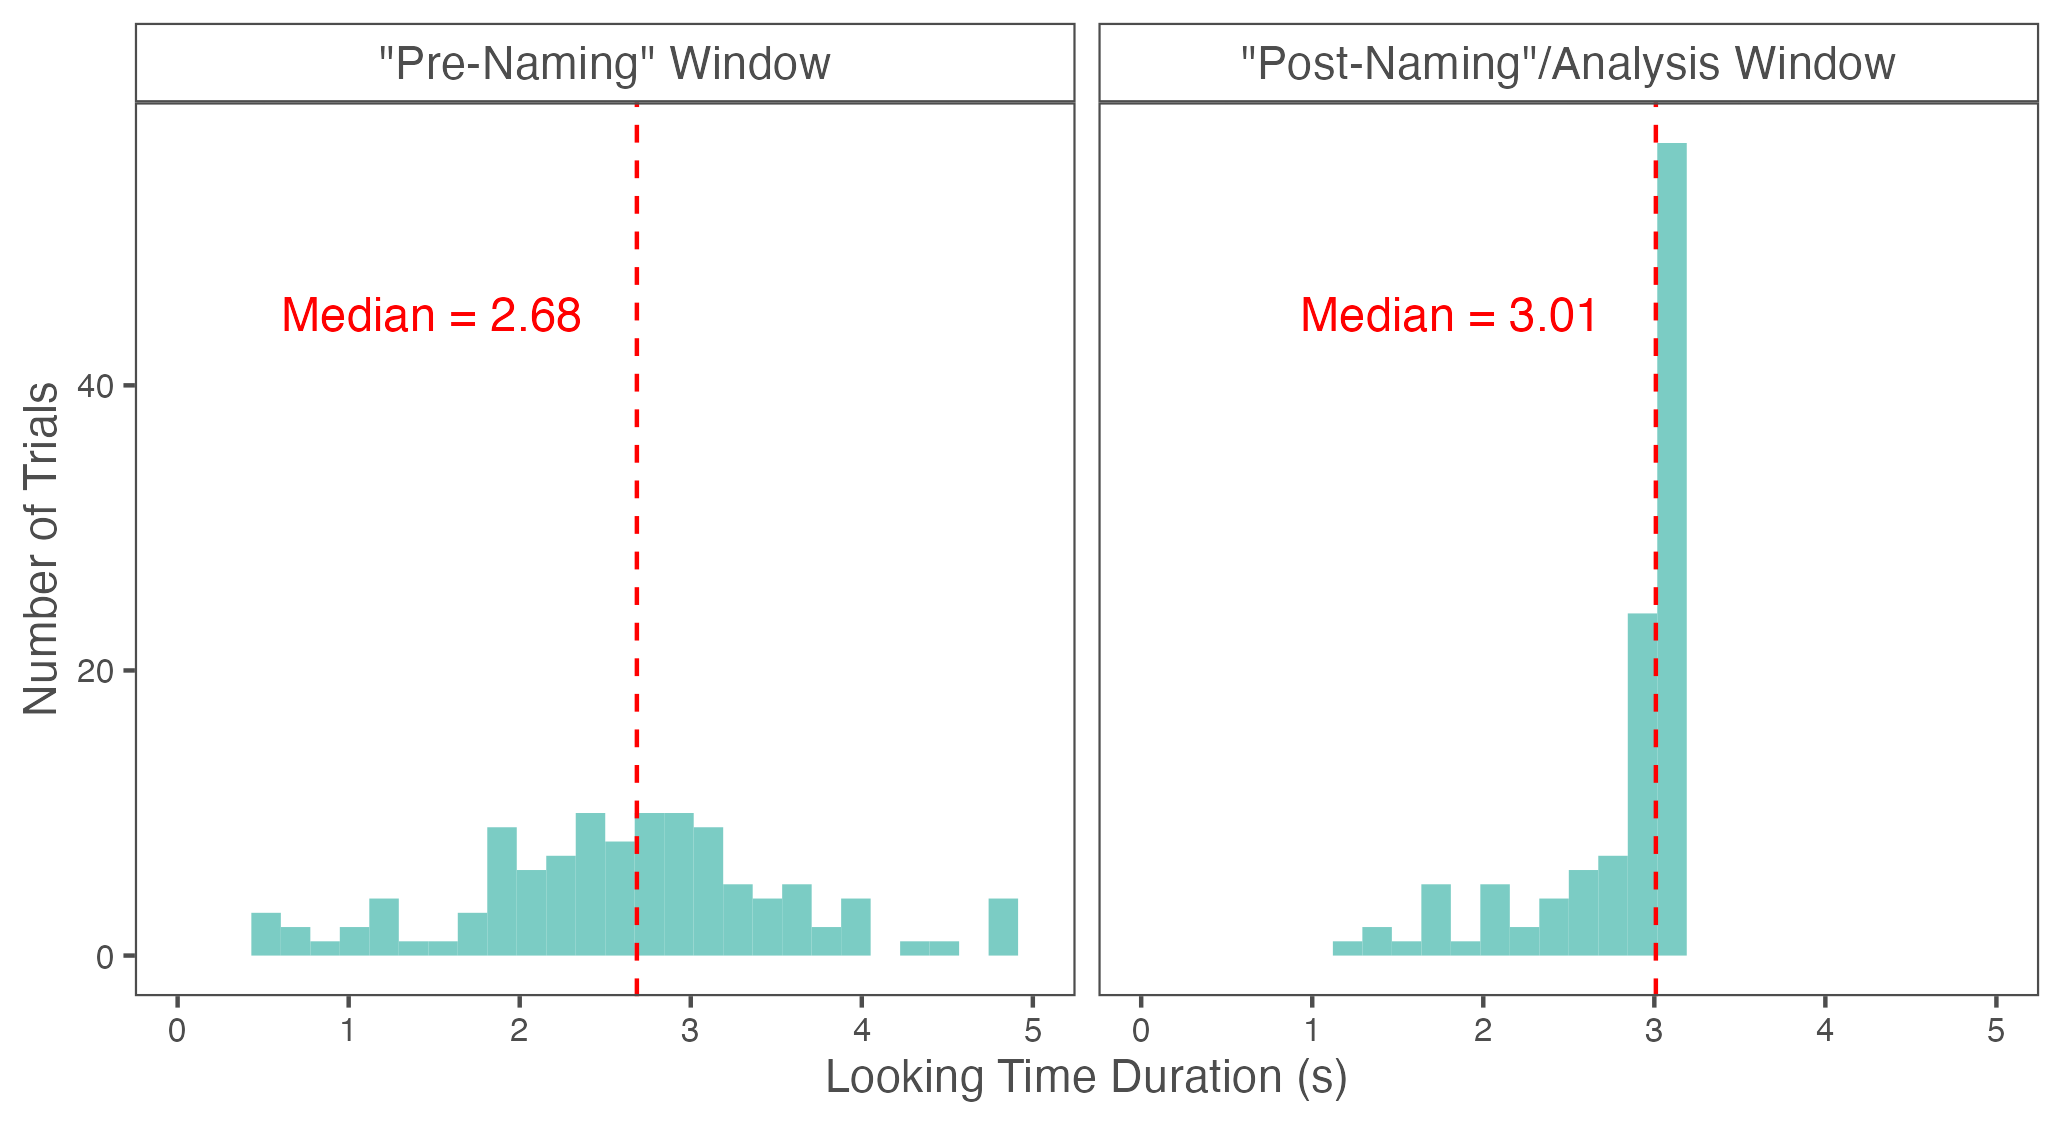 "Pre-Naming" Window
"Post-Naming"/Analysis Window
Median = 2.68
Median = 3.01
Number of Trials
40
20
0
0 1 2 3 4 5
0 1 2 3 4 5
Looking Time Duration (s)